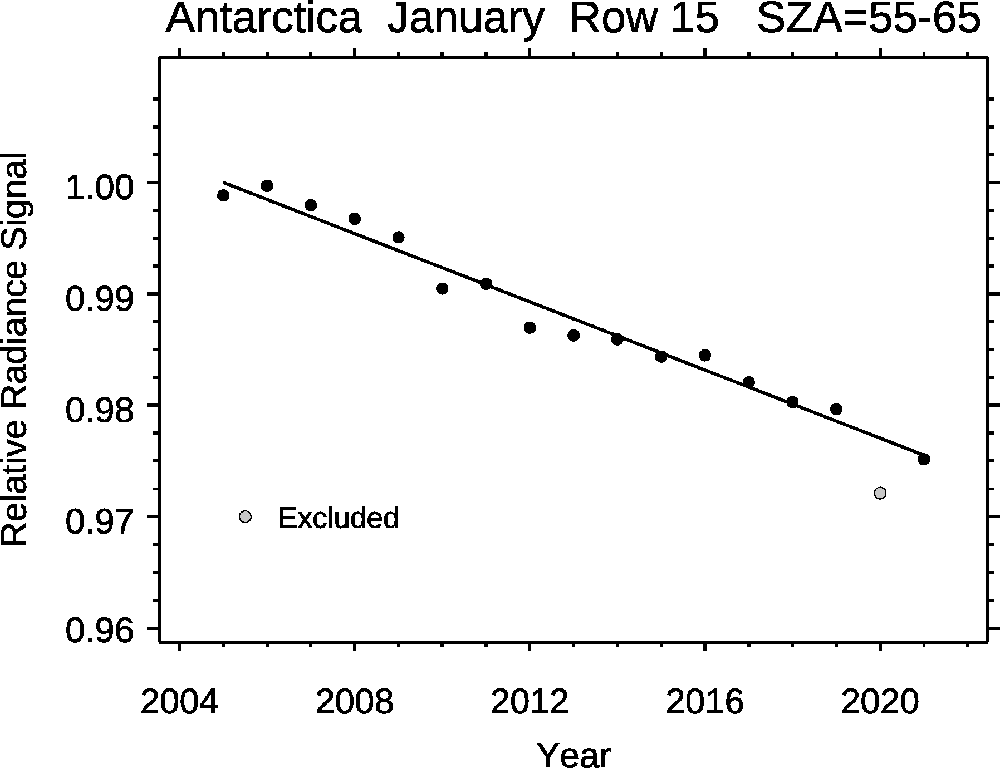 Antarctica January Row 15 SZA=55-65
Relative Radiance Signal
1.00
0.99
0.98
0.97
0.96
Excluded
2004 2008 2012 2016 2020
Year